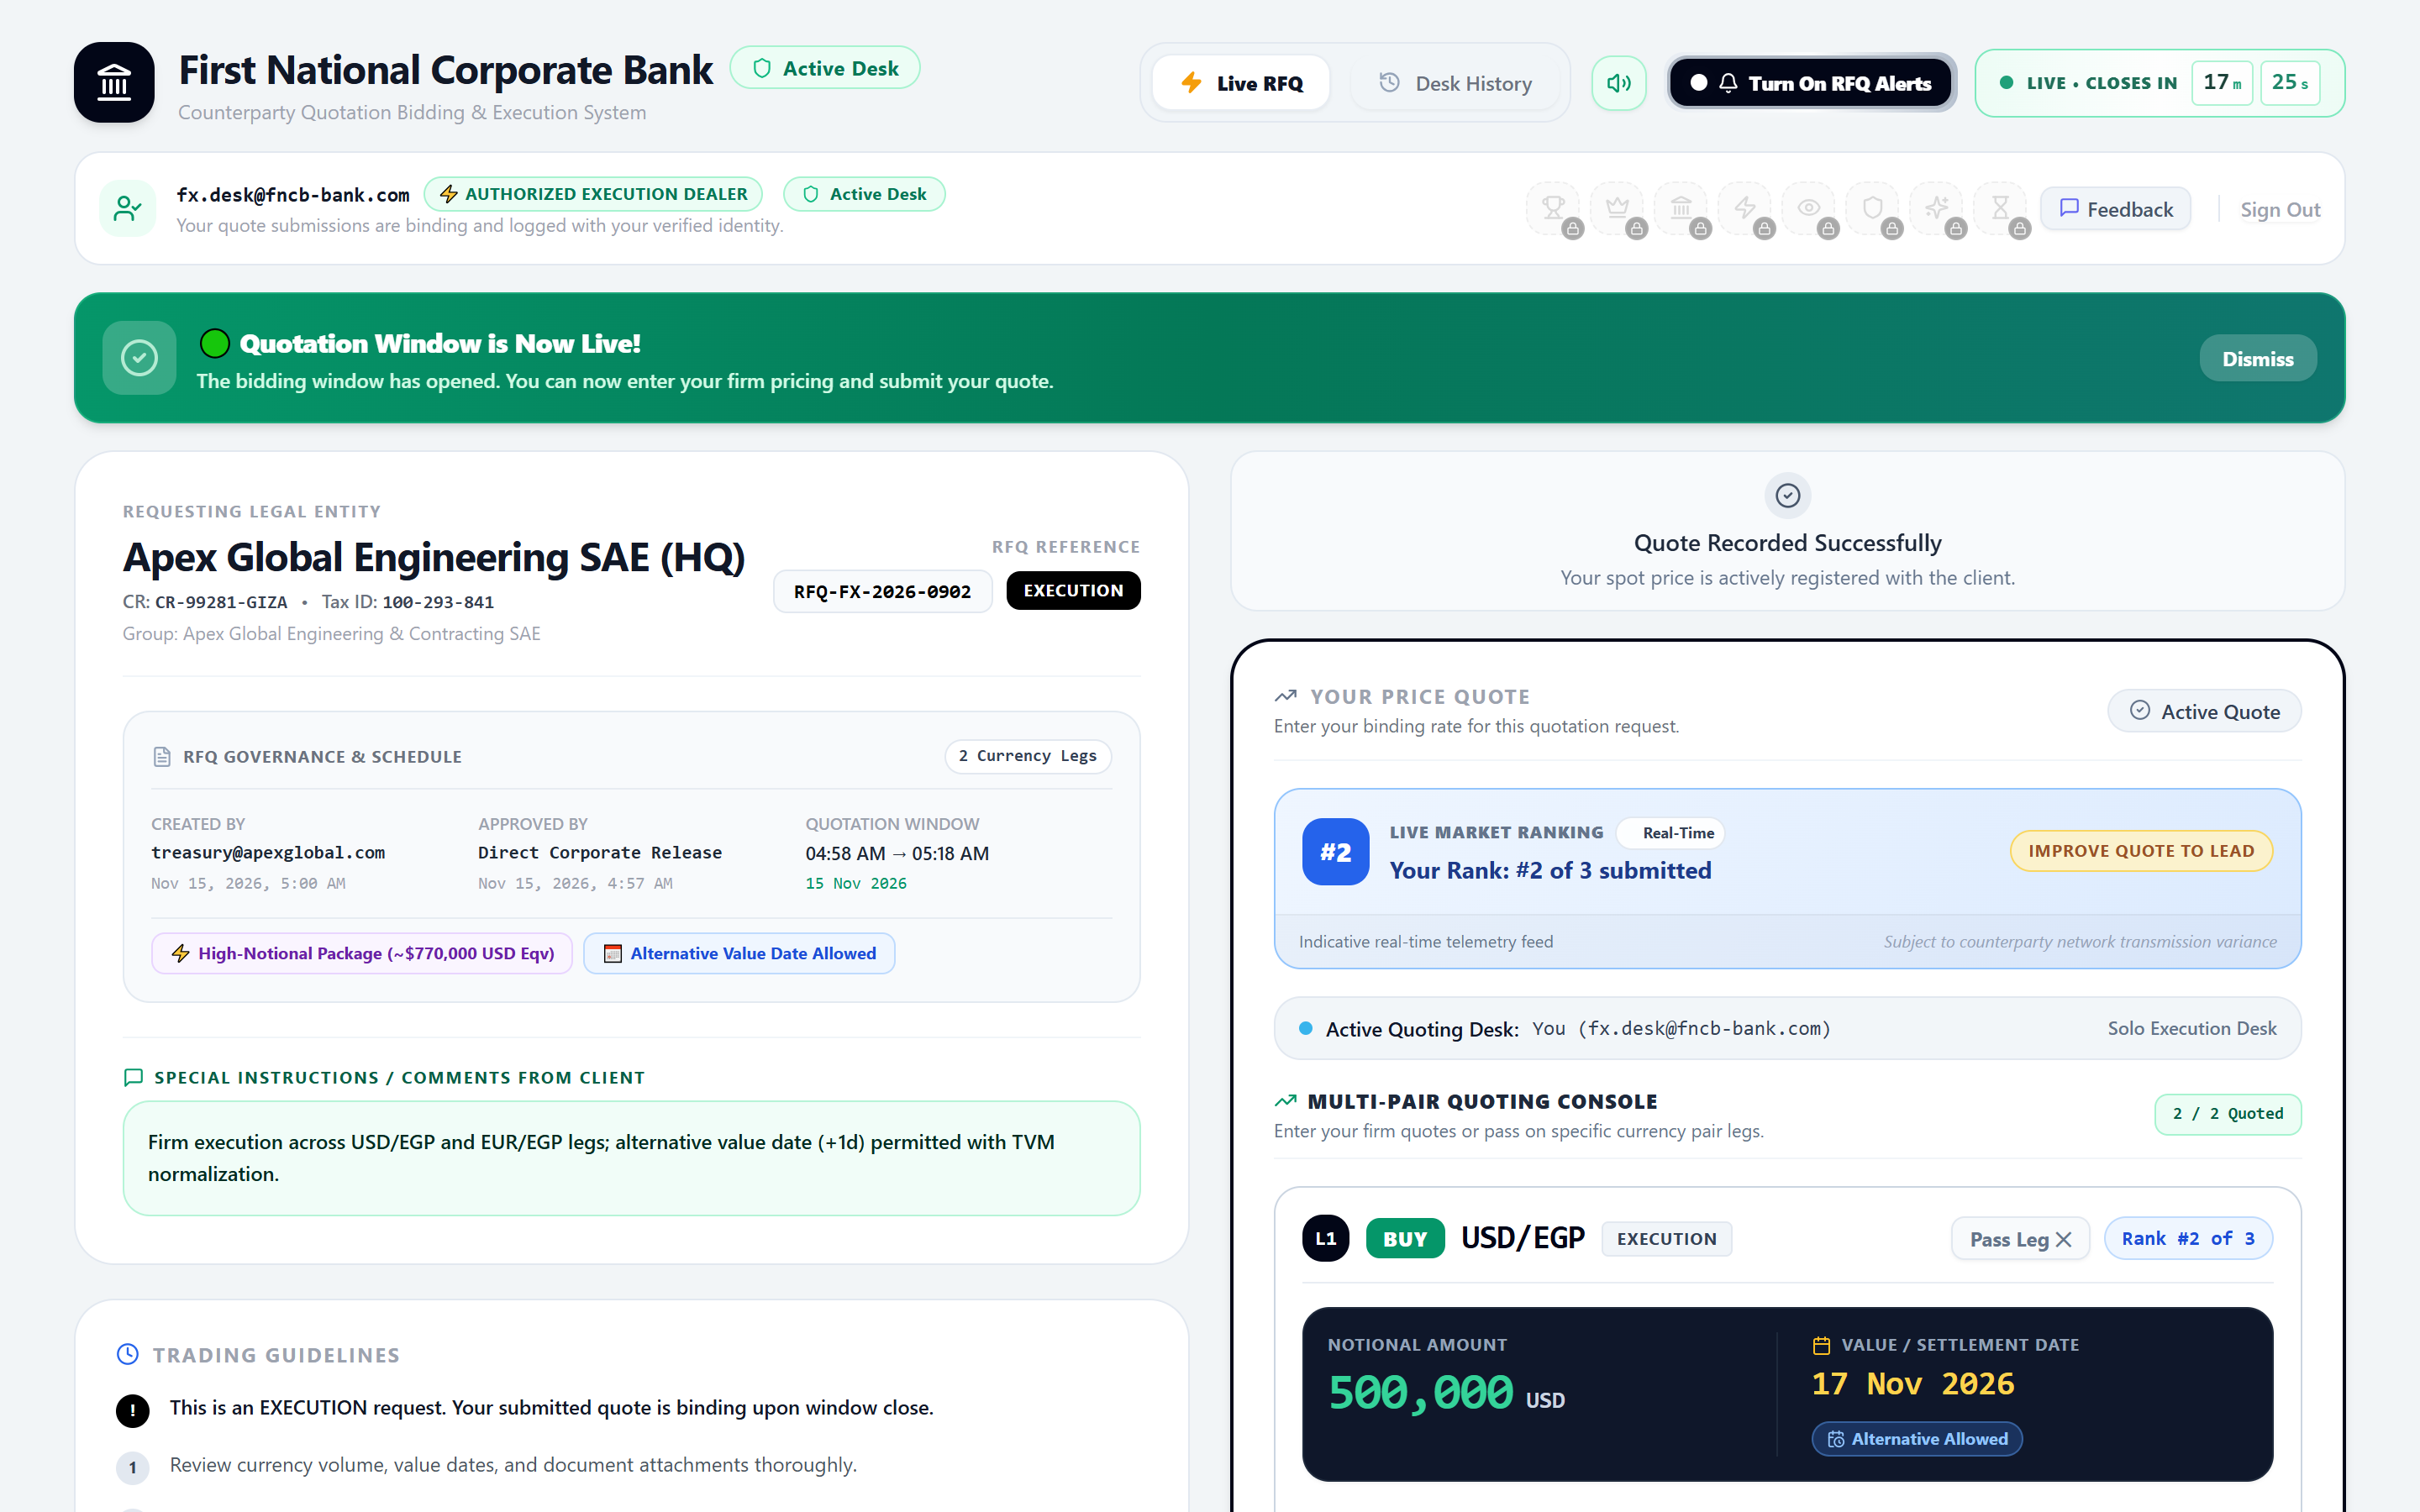 First National Corporate Bank
Active Desk
Counterparty Quotation Bidding & Execution System
Live RFQ
Desk History
Turn On RFQ Alerts
LIVE • CLOSES IN 17 m 25 s
fx.desk@fncb-bank.com
AUTHORIZED EXECUTION DEALER
Active Desk
Your quote submissions are binding and logged with your verified identity.
Feedback
Sign Out
Quotation Window is Now Live!
The bidding window has opened. You can now enter your firm pricing and submit your quote.
Dismiss
REQUESTING LEGAL ENTITY
Apex Global Engineering SAE (HQ)
CR: CR-99281-GIZA • Tax ID: 100-293-841
Group: Apex Global Engineering & Contracting SAE
RFQ REFERENCE
RFQ-FX-2026-0902
EXECUTION
RFQ GOVERNANCE & SCHEDULE
2 Currency Legs
CREATED BY
treasury@apexglobal.com
Nov 15, 2026, 5:00 AM
APPROVED BY
Direct Corporate Release
Nov 15, 2026, 4:57 AM
QUOTATION WINDOW
04:58 AM → 05:18 AM
15 Nov 2026
High-Notional Package (~$770,000 USD Eqv)
Alternative Value Date Allowed
SPECIAL INSTRUCTIONS / COMMENTS FROM CLIENT
Firm execution across USD/EGP and EUR/EGP legs; alternative value date (+1d) permitted with TVM
normalization.
TRADING GUIDELINES
! This is an EXECUTION request. Your submitted quote is binding upon window close.
1 Review currency volume, value dates, and document attachments thoroughly.
Quote Recorded Successfully
Your spot price is actively registered with the client.
YOUR PRICE QUOTE
Enter your binding rate for this quotation request.
Active Quote
#2
LIVE MARKET RANKING
Real-Time
Your Rank: #2 of 3 submitted
IMPROVE QUOTE TO LEAD
Indicative real-time telemetry feed
Subject to counterparty network transmission variance
Active Quoting Desk: You (fx.desk@fncb-bank.com)
Solo Execution Desk
MULTI-PAIR QUOTING CONSOLE
Enter your firm quotes or pass on specific currency pair legs.
2 / 2 Quoted
L1 BUY USD/EGP EXECUTION
Pass Leg
Rank #2 of 3
NOTIONAL AMOUNT
500,000 USD
VALUE / SETTLEMENT DATE
17 Nov 2026
Alternative Allowed